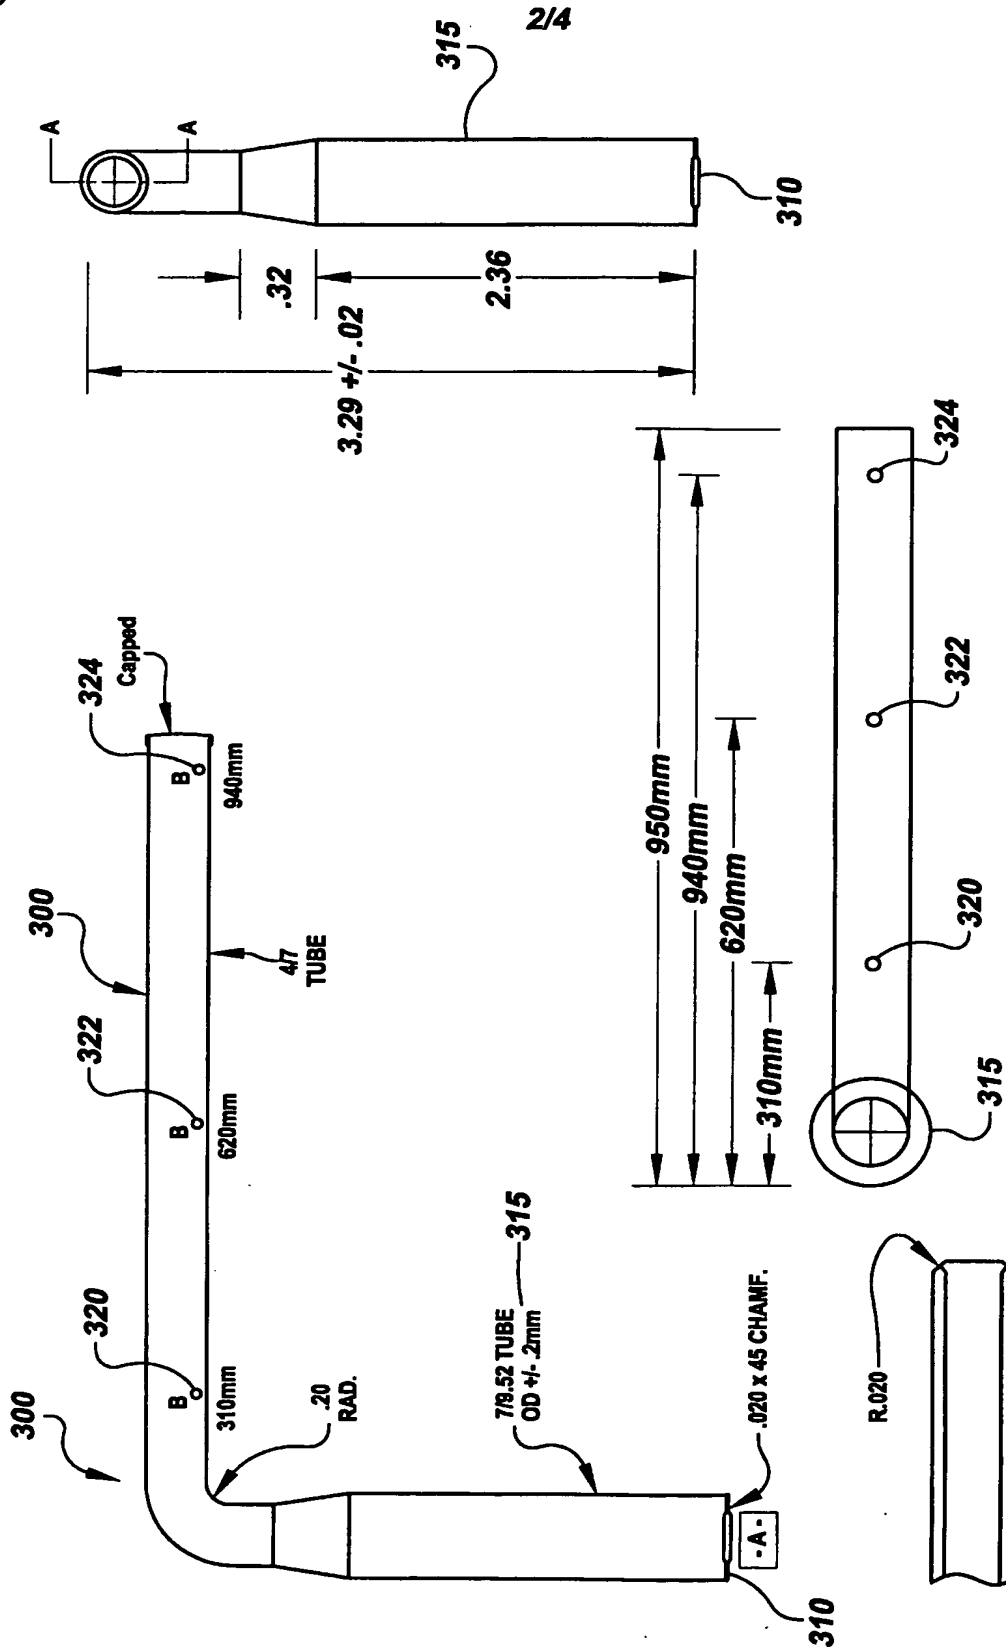 2/4
300
320
322
300
324
Capped
B
B
B
310mm
620mm
940mm
.20
RAD.
4/7
TUBE
7/9.52 TUBE
OD +/- .2mm
315
.020 x 45 CHAMF.
- A -
310
A
A
315
.32
2.36
3.29 +/- .02
310
950mm
940mm
620mm
310mm
315
320
322
324
R.020